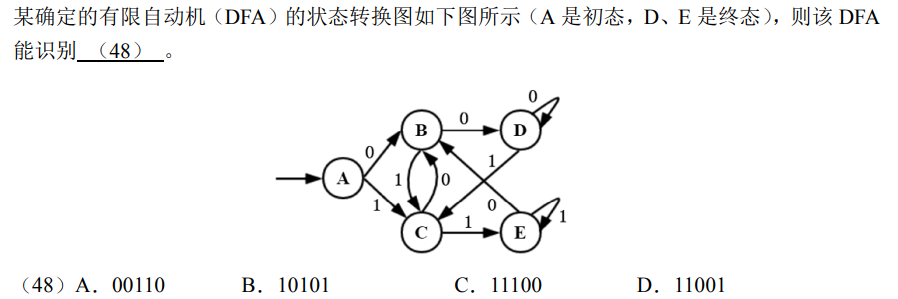 某确定的有限自动机（DFA）的状态转换图如下图所示（A 是初态，D、E 是终态），则该 DFA
能识别 （48） 。
0
B 0 D
0 1
A 1 0
1 0
C 1 E 1
（48）A．00110 B．10101 C．11100 D．11001